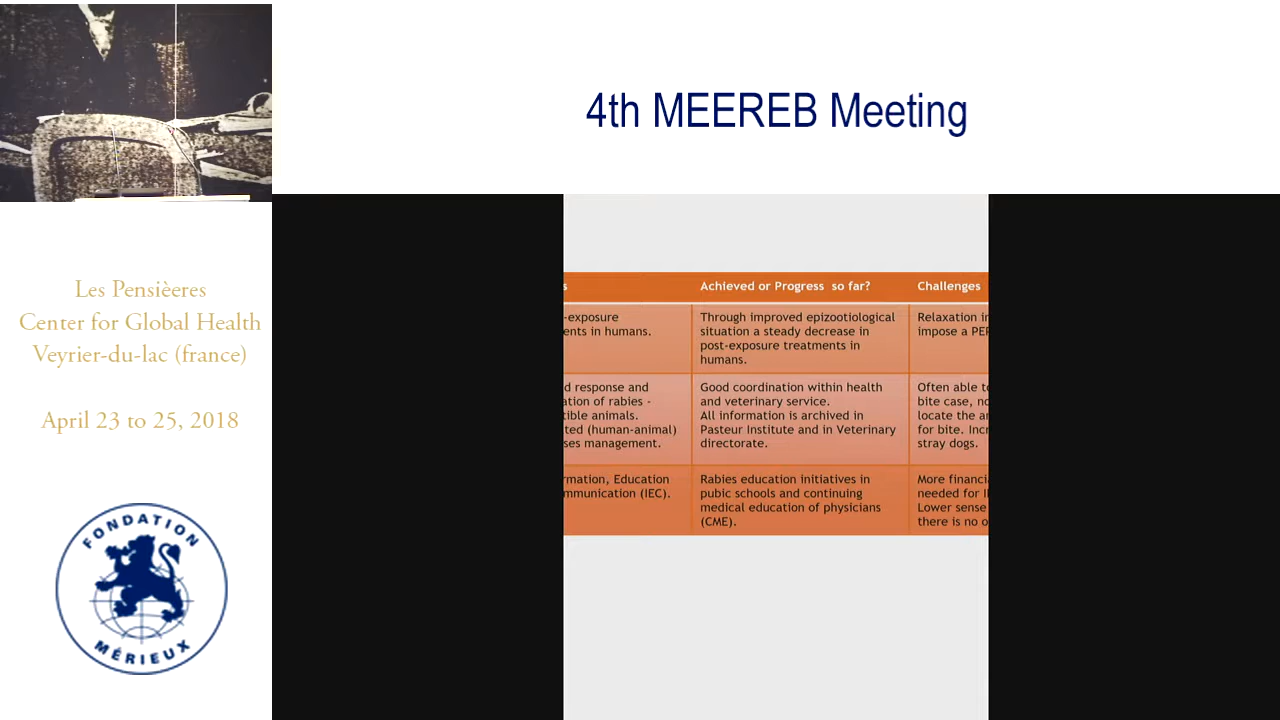 4th MEEREB Meeting
Les Pensièeres
Center for Global Health
Veyrier-du-lac (france)
April 23 to 25, 2018
FONDATION
MÉRIEUX
s
Achieved or Progress so far?
Challenges
-exposure
ents in humans.
Through improved epizootiological
situation a steady decrease in
post-exposure treatments in
humans.
Relaxation in
impose a PEP
d response and
ation of rabies -
tible animals.
ted (human-animal)
ses management.
Good coordination within health
and veterinary service.
All information is archived in
Pasteur Institute and in Veterinary
directorate.
Often able to
bite case, no
locate the an
for bite. Incr
stray dogs.
rmation, Education
mmunication (IEC).
Rabies education initiatives in
pubic schools and continuing
medical education of physicians
(CME).
More financia
needed for I
Lower sense
there is no o